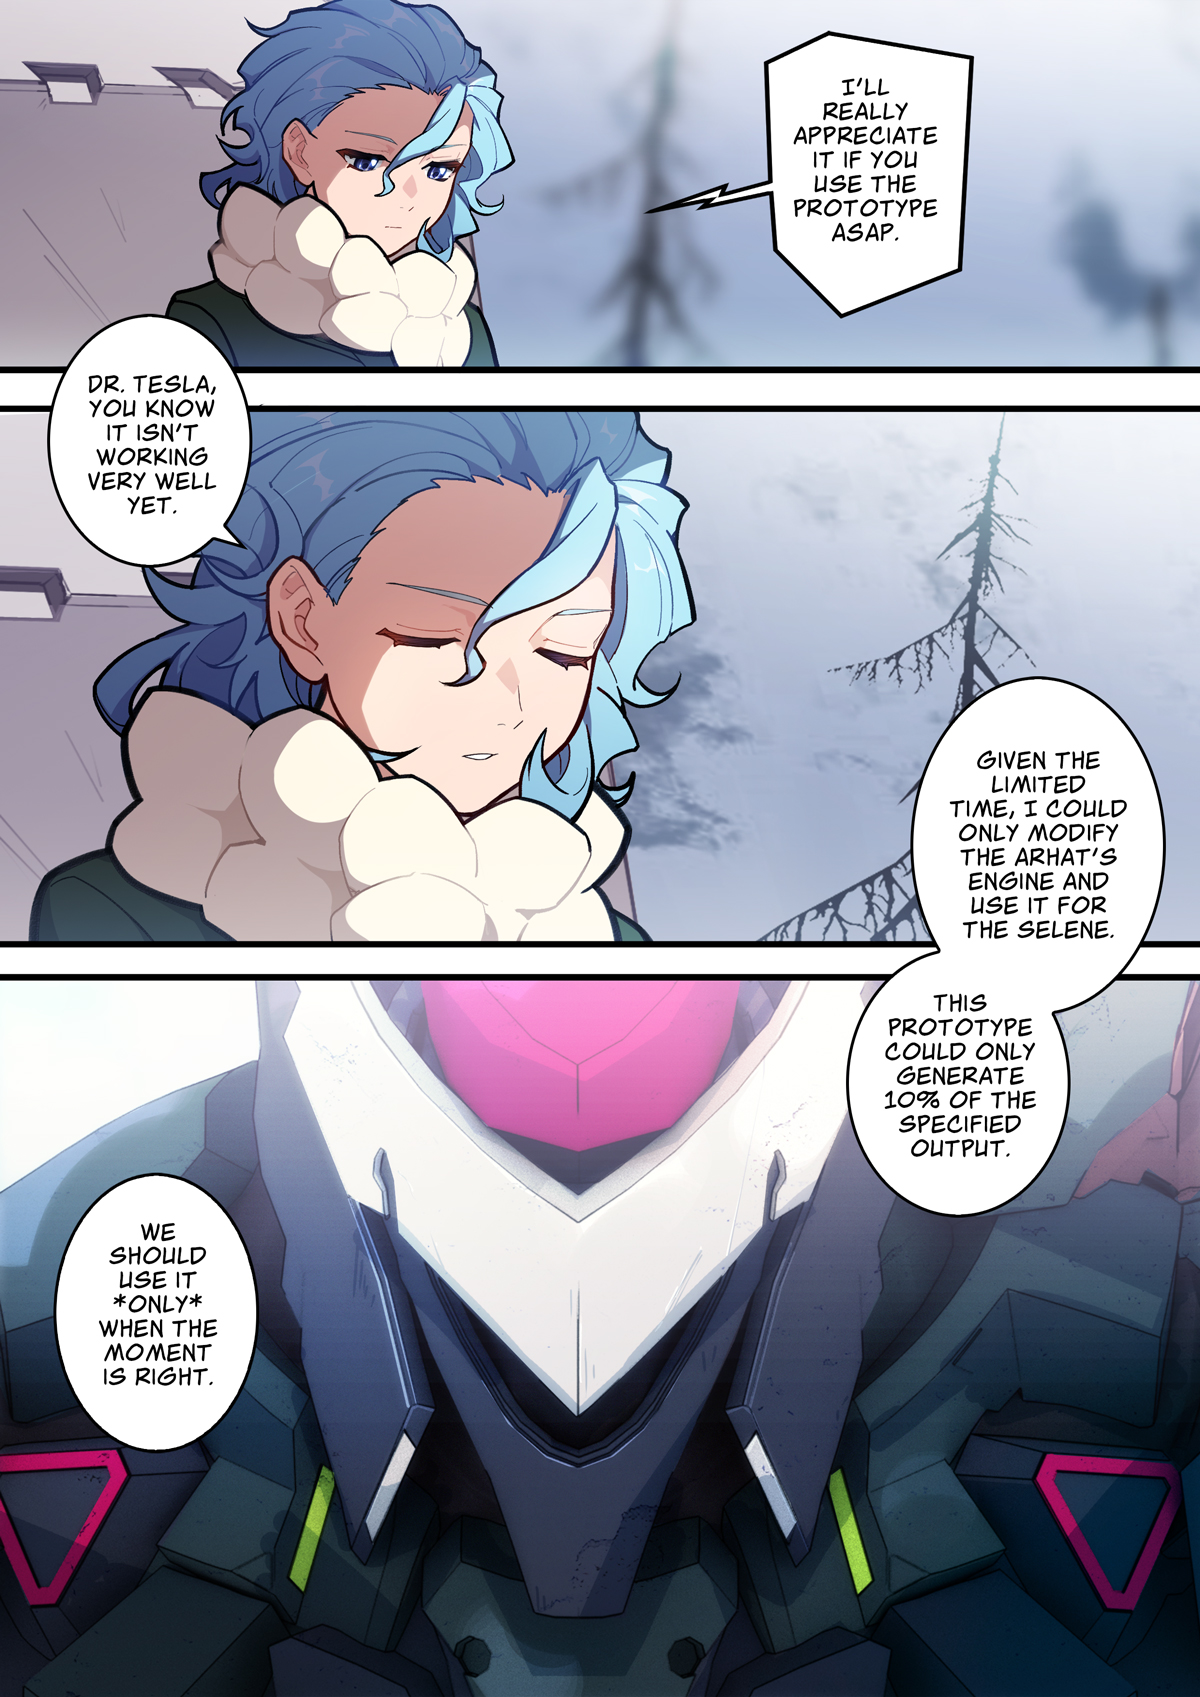 I'LL
REALLY
APPRECIATE
IT IF YOU
USE THE
PROTOTYPE
ASAP.
DR. TESLA,
YOU KNOW
IT ISN'T
WORKING
VERY WELL
YET.
GIVEN THE
LIMITED
TIME, I COULD
ONLY MODIFY
THE ARHAT'S
ENGINE AND
USE IT FOR
THE SELENE.
THIS
PROTOTYPE
COULD ONLY
GENERATE
10% OF THE
SPECIFIED
OUTPUT.
WE
SHOULD
USE IT
*ONLY*
WHEN THE
MOMENT
IS RIGHT.